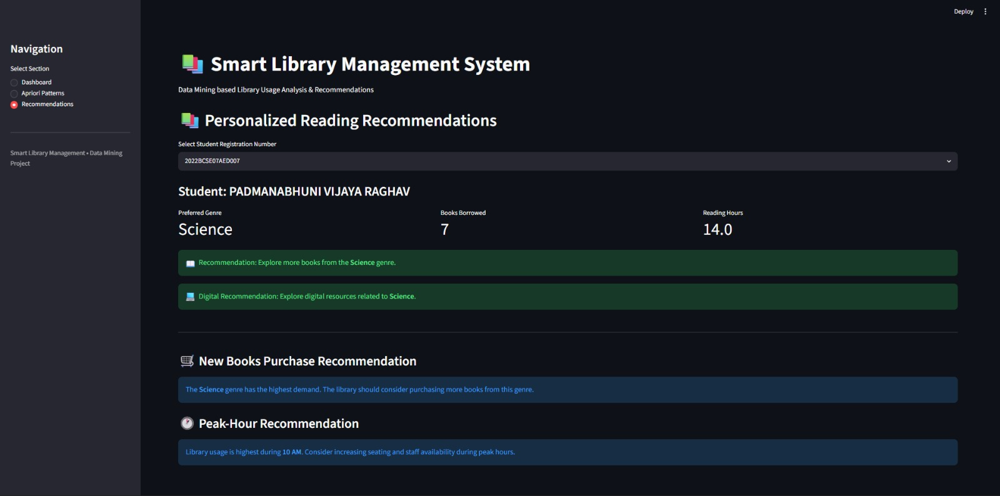 Deploy
Navigation
Select Section
Dashboard
Apriori Patterns
Recommendations
Smart Library Management • Data Mining
Project
Smart Library Management System
Data Mining based Library Usage Analysis & Recommendations
Personalized Reading Recommendations
Select Student Registration Number
2022BCSE07AED007
Student: PADMANABHUNI VIJAYA RAGHAV
Preferred Genre
Science
Books Borrowed
7
Reading Hours
14.0
Recommendation: Explore more books from the Science genre.
Digital Recommendation: Explore digital resources related to Science.
New Books Purchase Recommendation
The Science genre has the highest demand. The library should consider purchasing more books from this genre.
Peak-Hour Recommendation
Library usage is highest during 10 AM. Consider increasing seating and staff availability during peak hours.